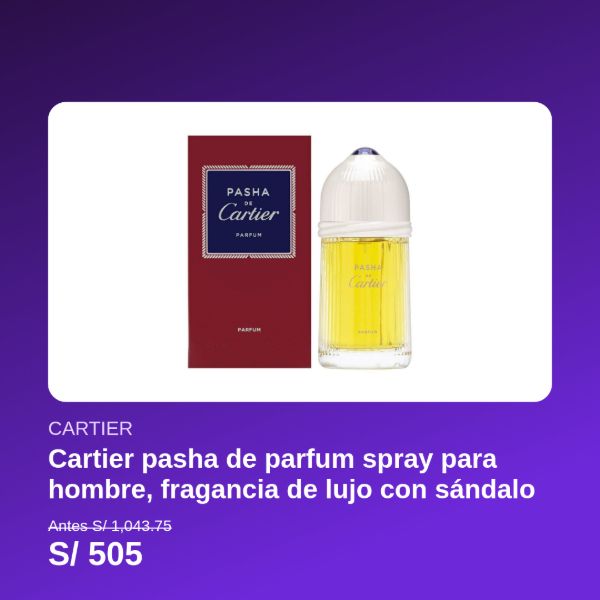 PASHA
DE
Cartier
PARFUM
PARFUM
PASHA
DE
Cartier
PARFUM
CARTIER
Cartier pasha de parfum spray para
hombre, fragancia de lujo con sándalo
Antes S/ 1,043.75
S/ 505